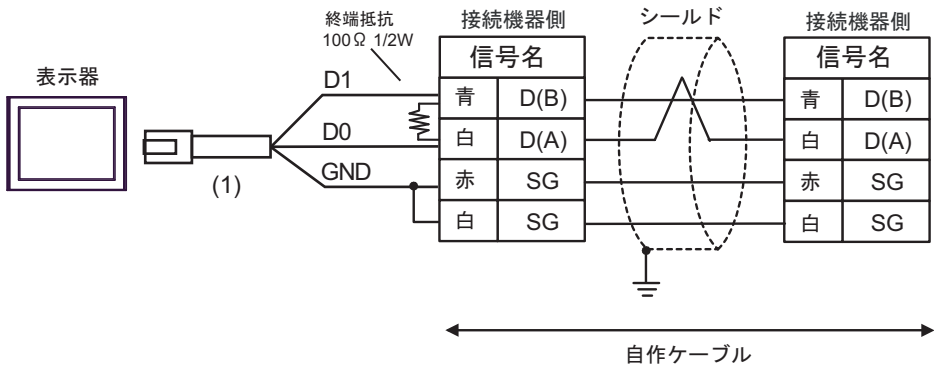 終端抵抗
100Ω 1/2W
接続機器側
シールド
接続機器側
表示器
信号名
信号名
D1
青 D(B)
青 D(B)
D0
白 D(A)
白 D(A)
GND
赤 SG
赤 SG
(1)
白 SG
白 SG
自作ケーブル